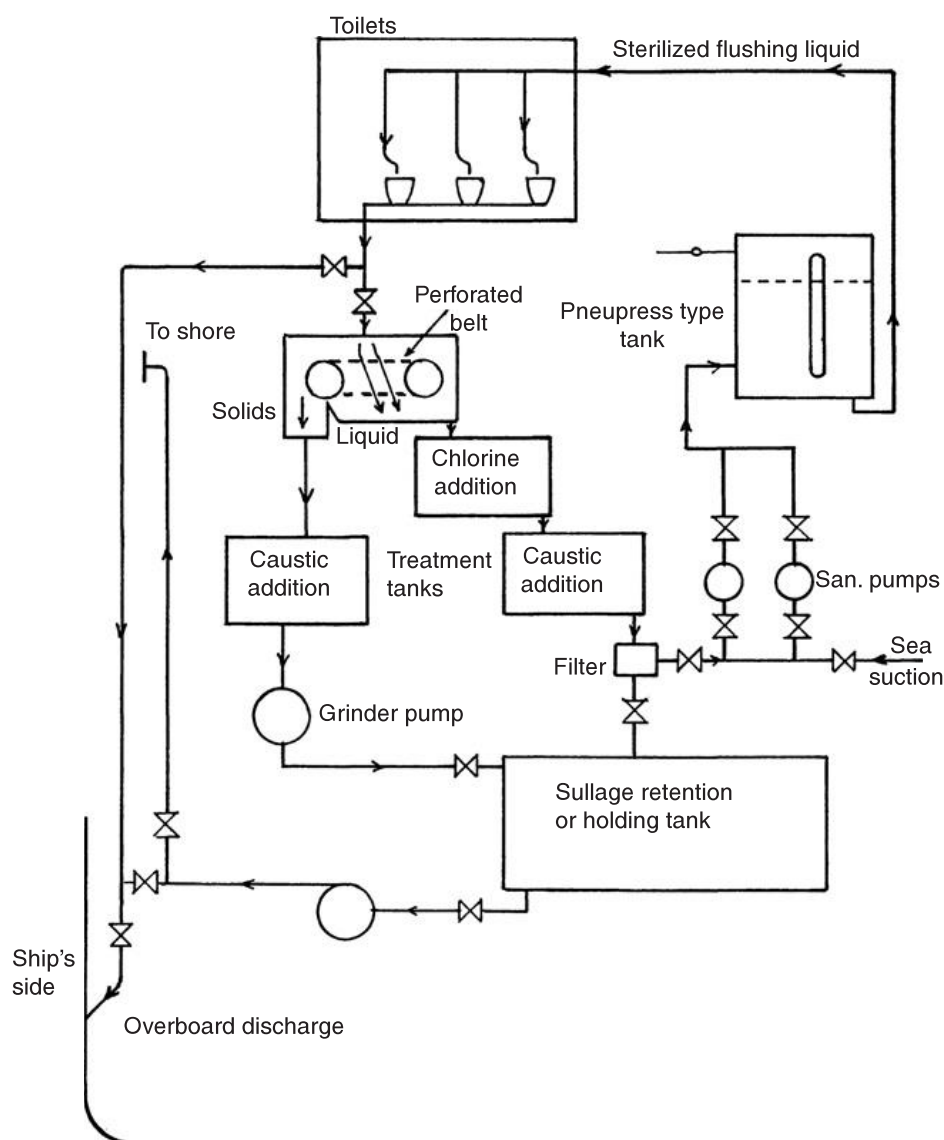 Toilets
Sterilized flushing liquid
Perforated
belt
Pneupress type
tank
To shore
Solids
Liquid
Chlorine
addition
Caustic
addition
Treatment
tanks
Caustic
addition
San. pumps
Filter
Sea
suction
Grinder pump
Sullage retention
or holding tank
Ship's
side
Overboard discharge